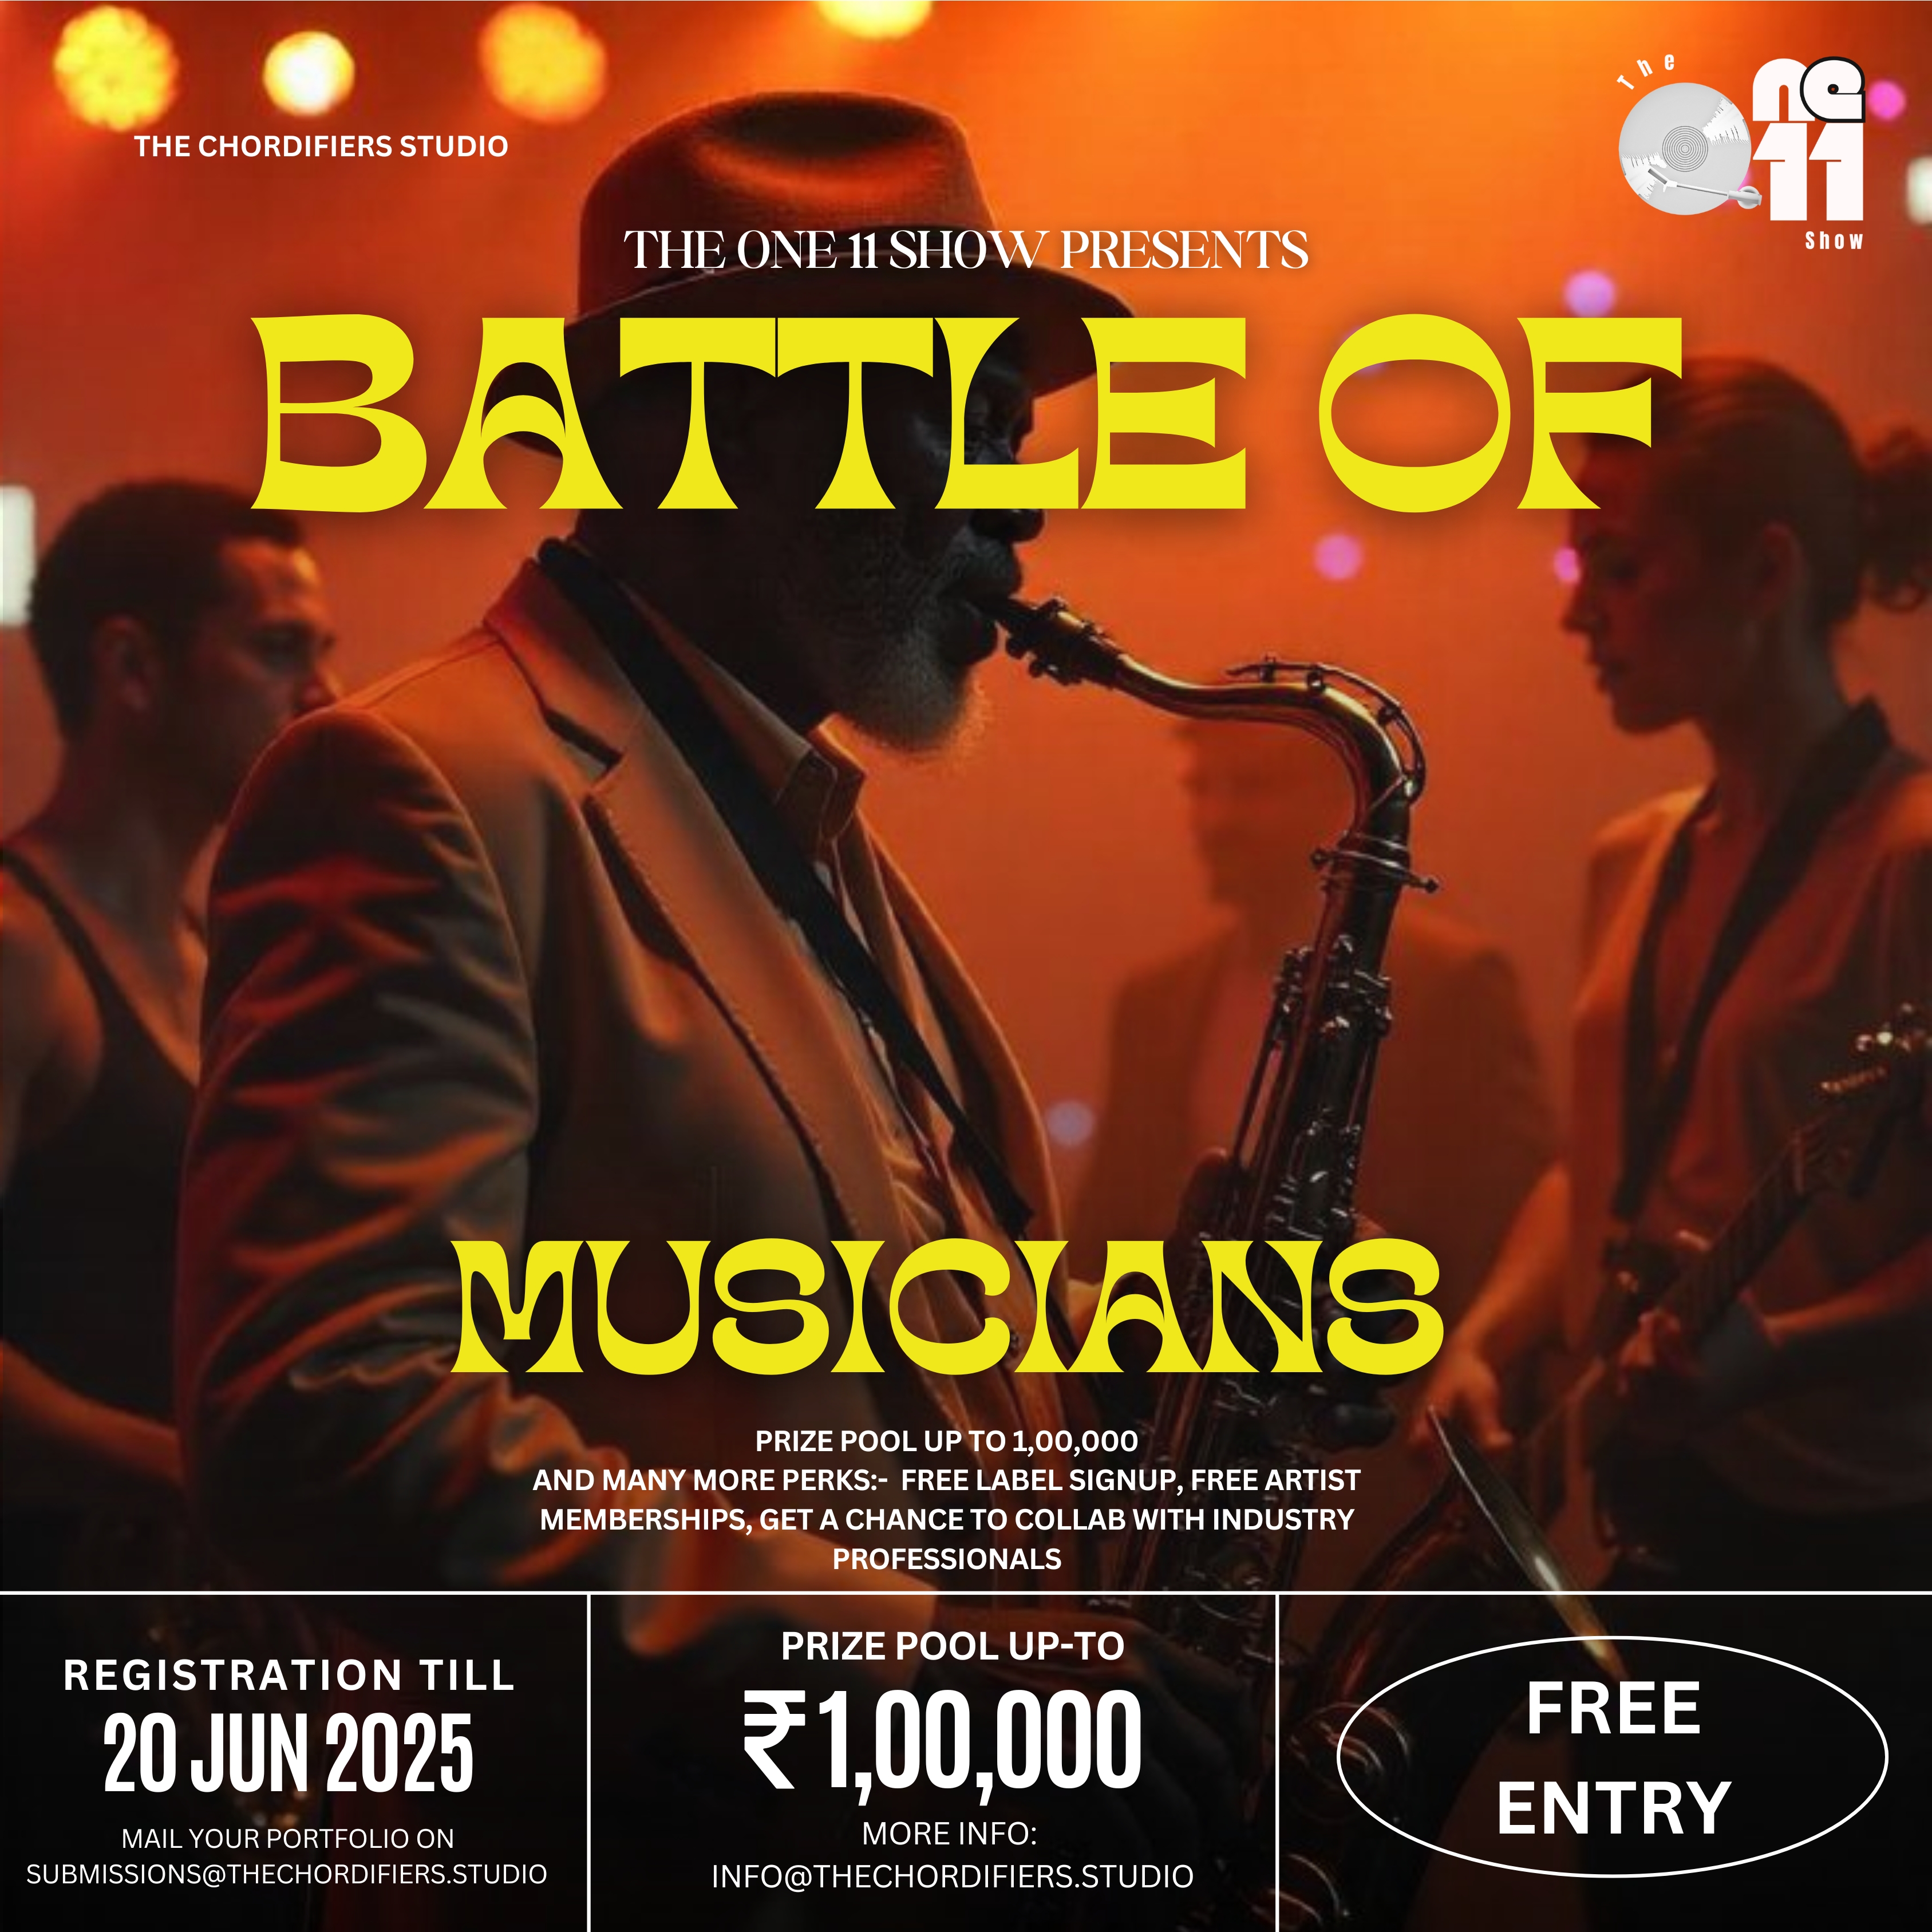 THE CHORDIFIERS STUDIO
The
ne
11
Show
THE ONE 11 SHOW PRESENTS
BATTLE OF
MUSICIANS
PRIZE POOL UP TO 1,00,000
AND MANY MORE PERKS:- FREE LABEL SIGNUP, FREE ARTIST
MEMBERSHIPS, GET A CHANCE TO COLLAB WITH INDUSTRY
PROFESSIONALS
REGISTRATION TILL
20 JUN 2025
MAIL YOUR PORTFOLIO ON
SUBMISSIONS@THECHORDIFIERS.STUDIO
PRIZE POOL UP-TO
₹1,00,000
MORE INFO:
INFO@THECHORDIFIERS.STUDIO
FREE
ENTRY